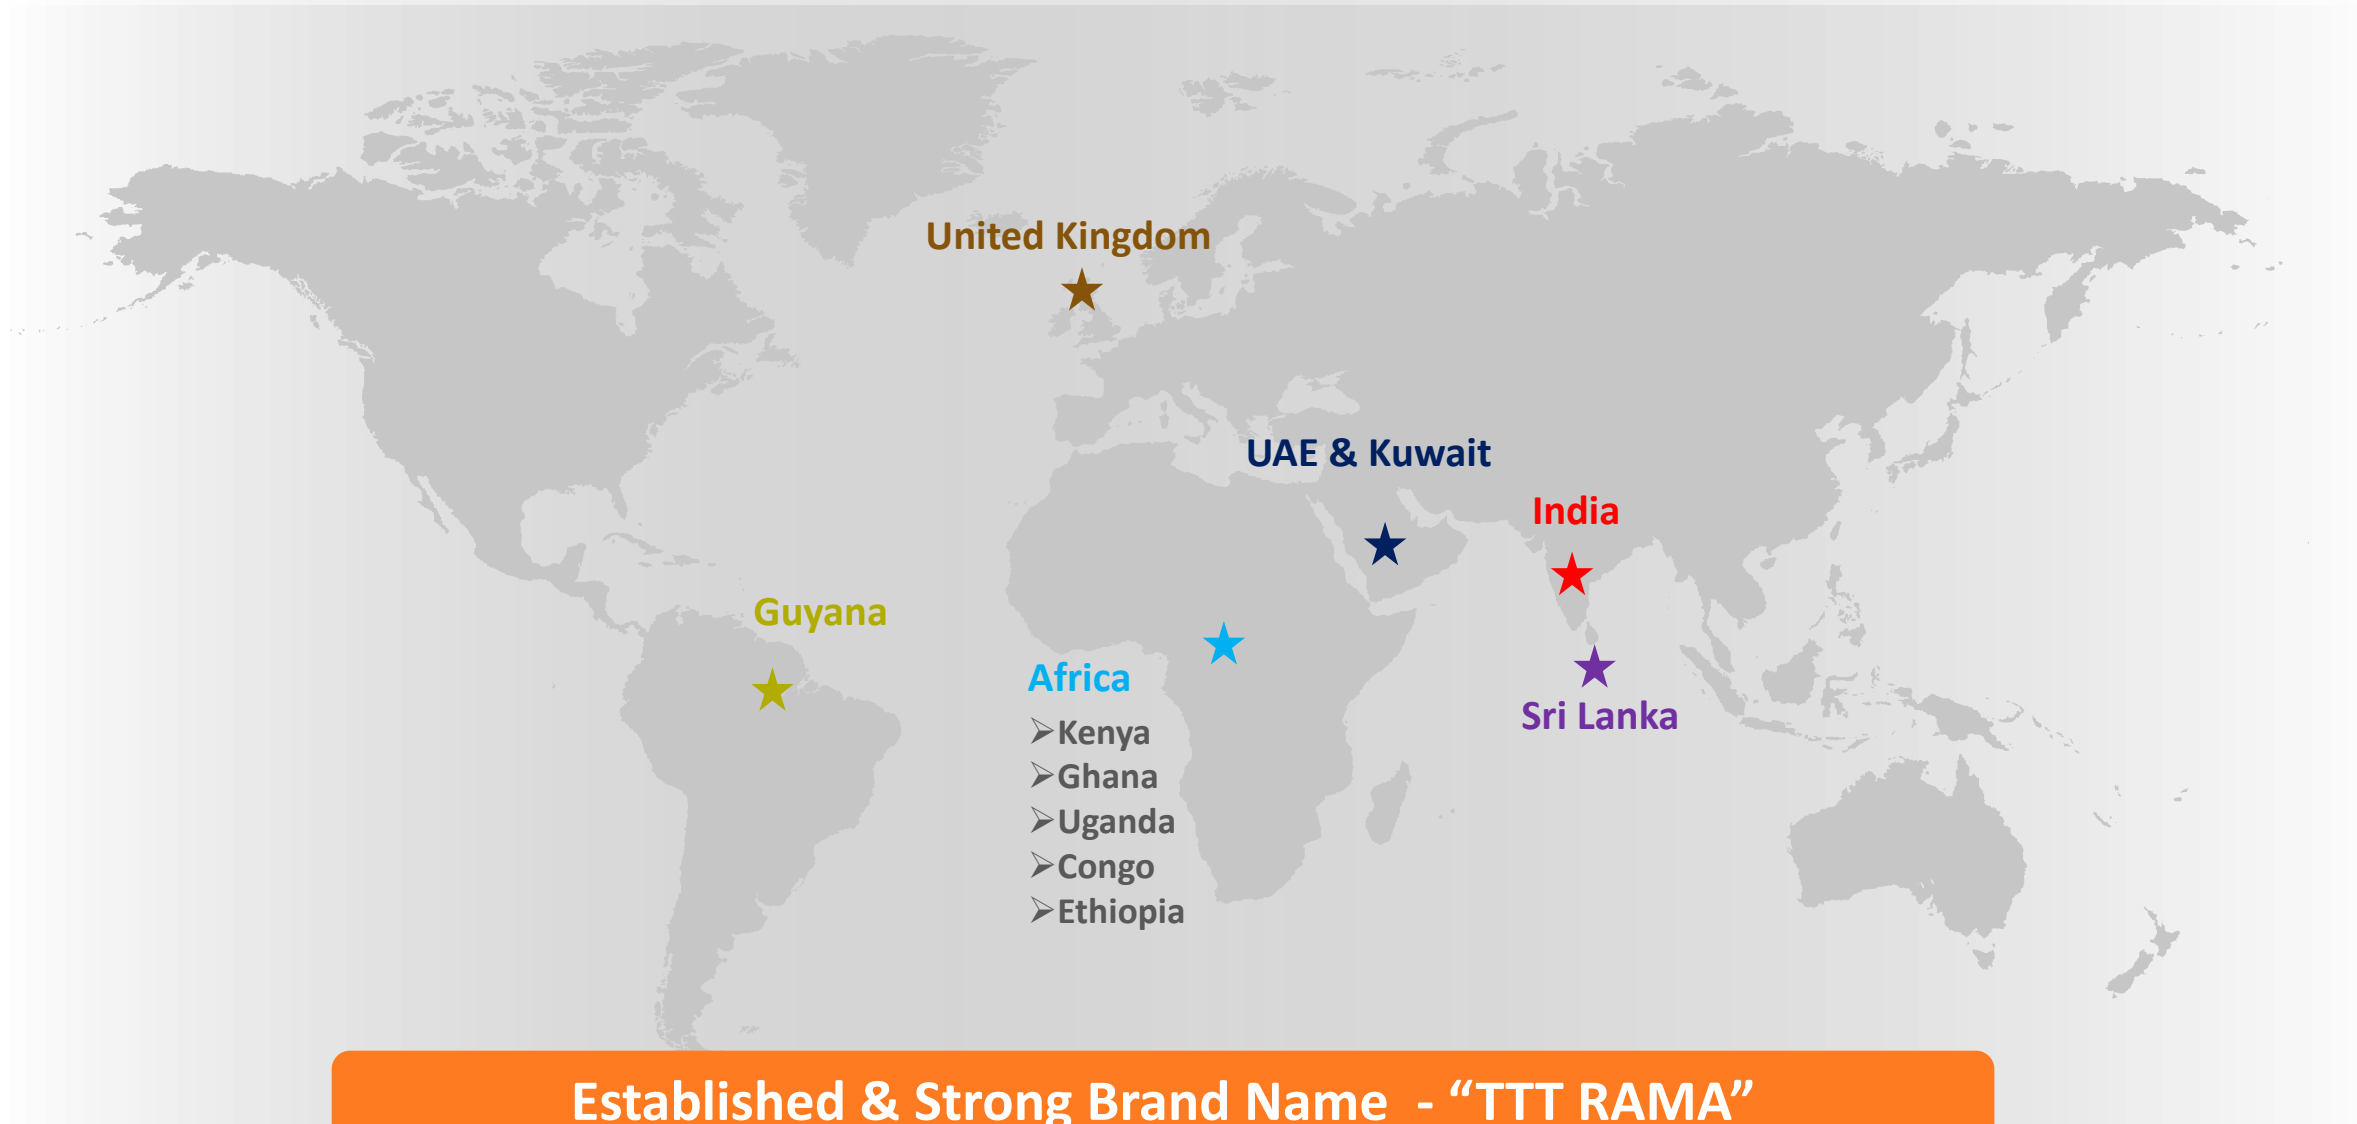 United Kingdom
UAE & Kuwait
India
Guyana
Africa
➢Kenya
➢Ghana
➢Uganda
➢Congo
➢Ethiopia
Sri Lanka
Established & Strong Brand Name - “TTT RAMA”